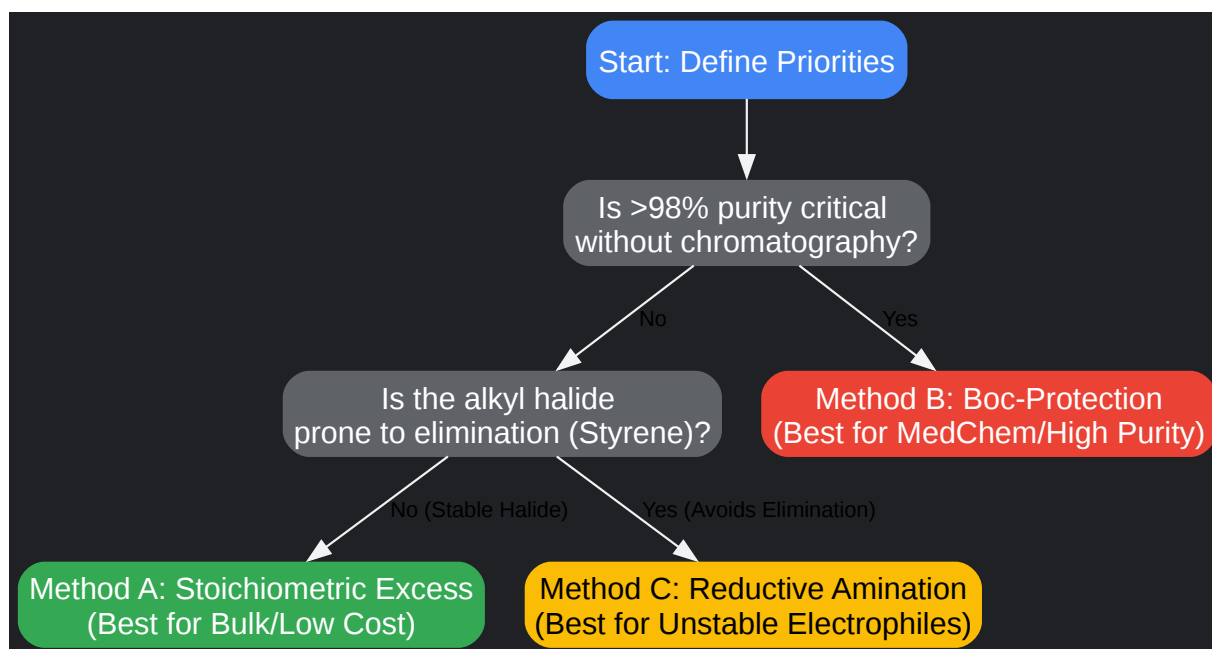 Start: Define Priorities
Is >98% purity critical
without chromatography?
No
Yes
Is the alkyl halide
prone to elimination (Styrene)?
Method B: Boc-Protection
(Best for MedChem/High Purity)
No (Stable Halide)
Yes (Avoids Elimination)
Method A: Stoichiometric Excess
(Best for Bulk/Low Cost)
Method C: Reductive Amination
(Best for Unstable Electrophiles)